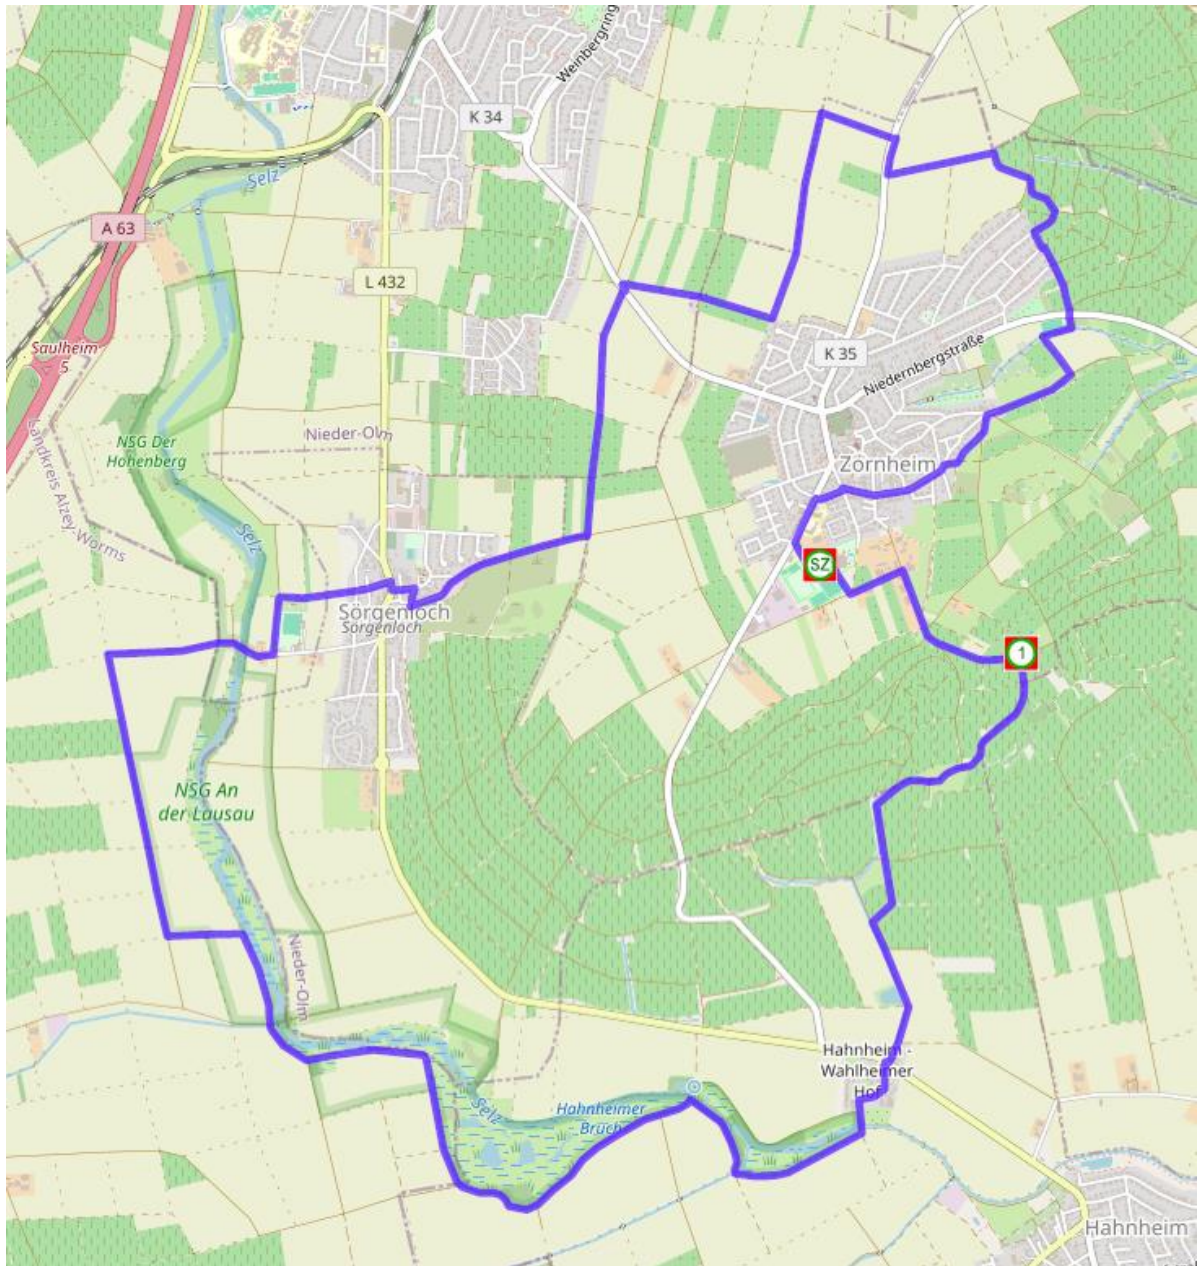 Weinbergring
K 34
Selz
A 63
L 432
Saulheim
5
K 35
Niedernbergstraße
NSG Der
Hohenberg
Nieder-Olm
Landkreis Alzey-Worms
Zornheim
Selz
SZ
Sörgenloch
Sörgenloch
1
NSG An
der Lausau
Nieder-Olm
Hahnheim -
Wahlheimer
Hof
Selz
Hahnheimer
Bruch
Hahnheim